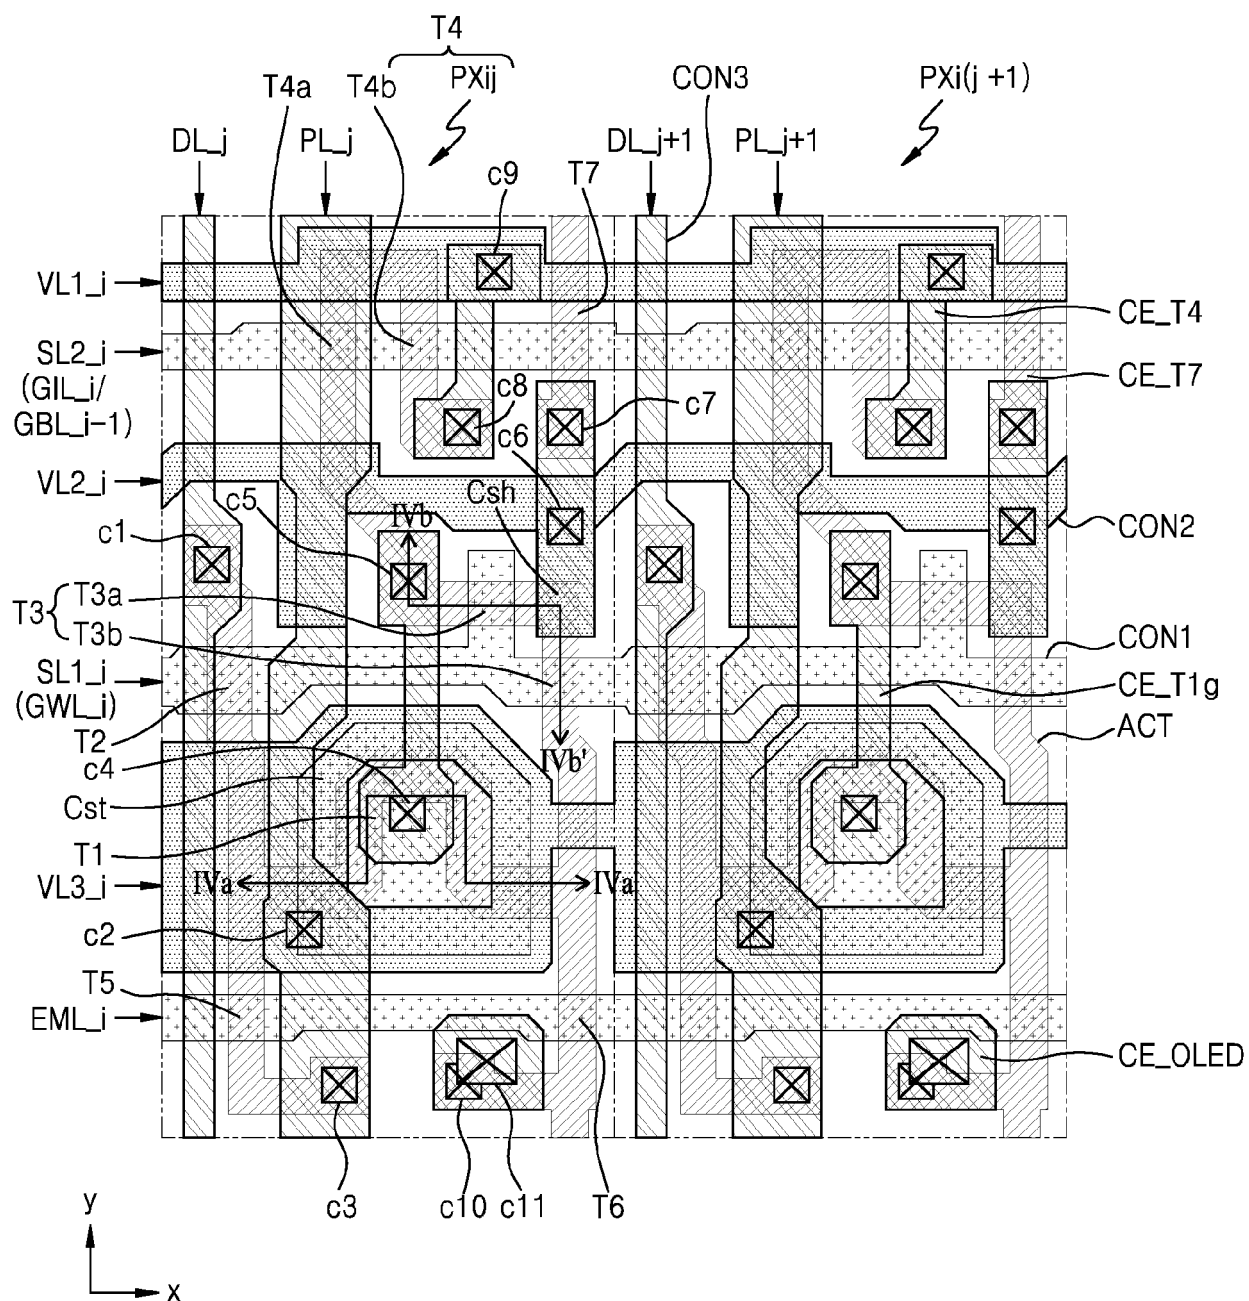 T4
T4a
T4b
PXij
CON3
PXi(j +1)
DL_j
PL_j
c9
T7
DL_j+1
PL_j+1
VL1_i
CE_T4
SL2_i
(GIL_i/
GBL_i-1)
CE_T7
c8
c7
c6
VL2_i
c5
IVb
Csh
CON2
c1
T3
T3a
T3b
CON1
SL1_i
(GWL_i)
CE_T1g
T2
ACT
c4
IVb'
Cst
T1
VL3_i
IVa
IVa
c2
T5
EML_i
CE_OLED
c3
c10
c11
T6
y
x